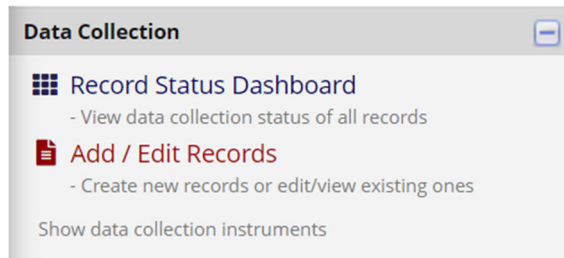 Data Collection
Record Status Dashboard
- View data collection status of all records
Add / Edit Records
- Create new records or edit/view existing ones
Show data collection instruments